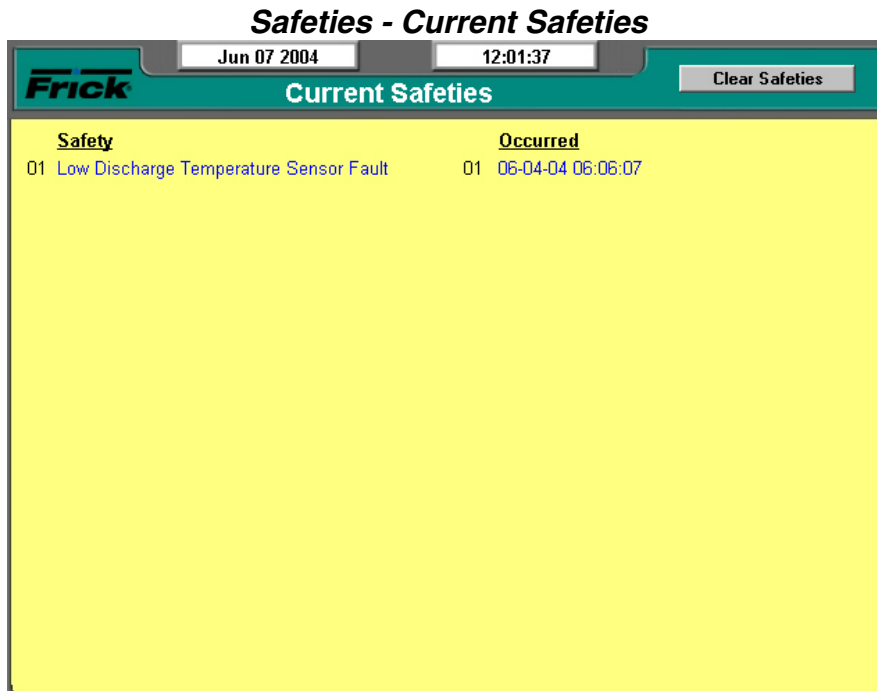 Safeties - Current Safeties
Jun 07 2004 12:01:37
Frick Current Safeties Clear Safeties
Safety Occurred
01 Low Discharge Temperature Sensor Fault 01 06-04-04 06:06:07